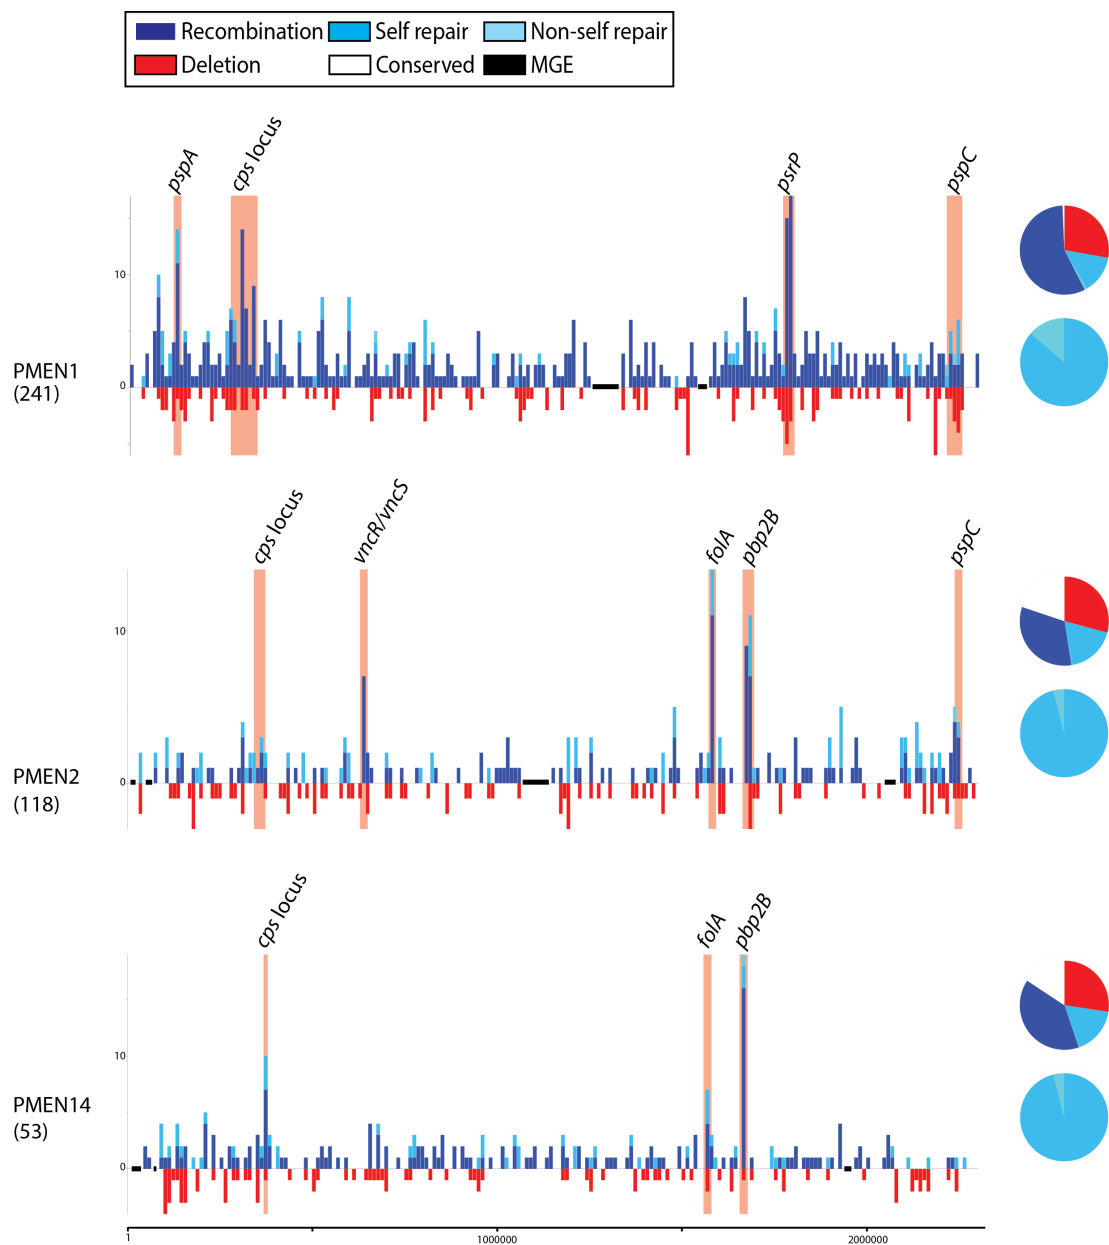 Recombination Self repair Non-self repair
Deletion Conserved MGE
pspA cps locus psrP pspC
10
0
PMEN1
(241)
cps locus vncR/vncS folA pbp2B pspC
10
0
PMEN2
(118)
cps locus folA pbp2B
10
0
PMEN14
(53)
1 1000000 2000000